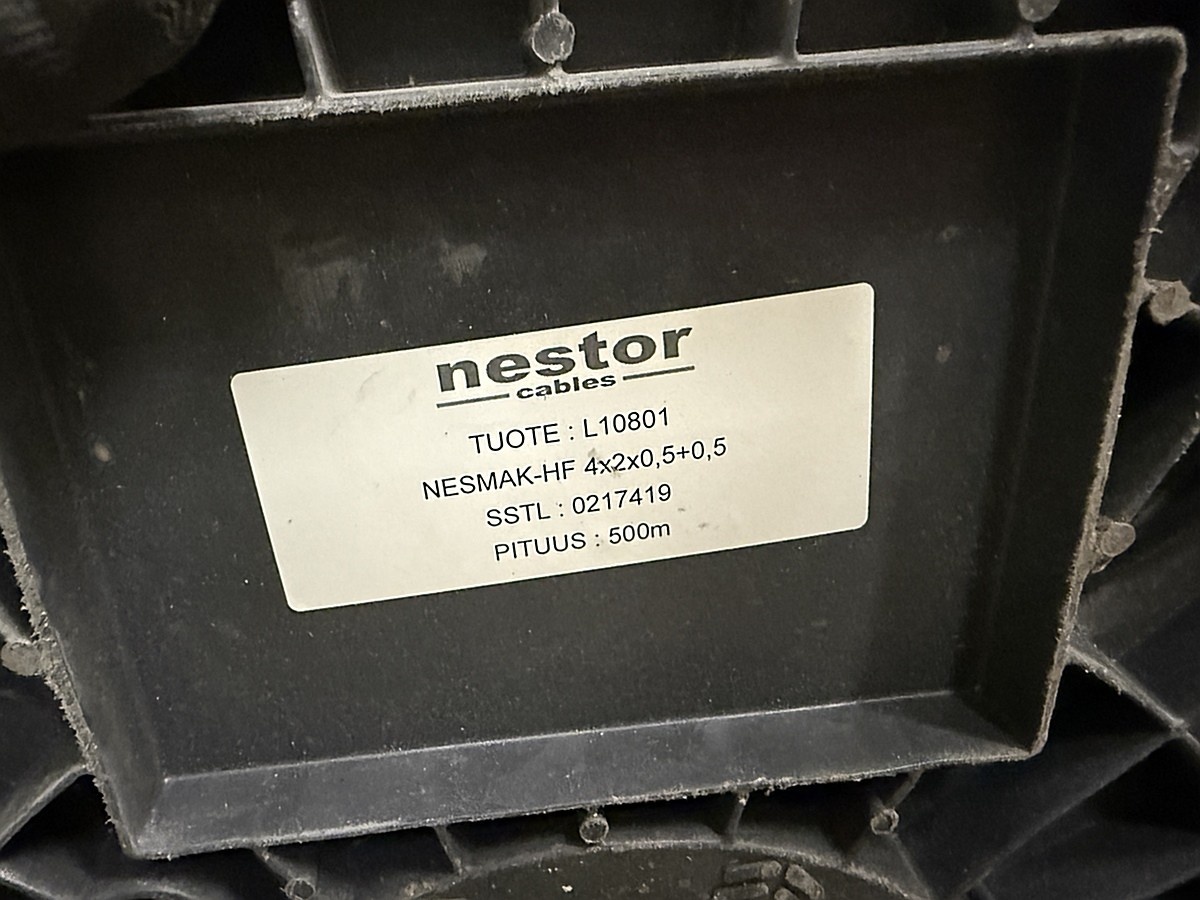 nestor
cables
TUOTE : L10801
NESMAK-HF 4x2x0,5+0,5
SSTL : 0217419
PITUUS : 500m